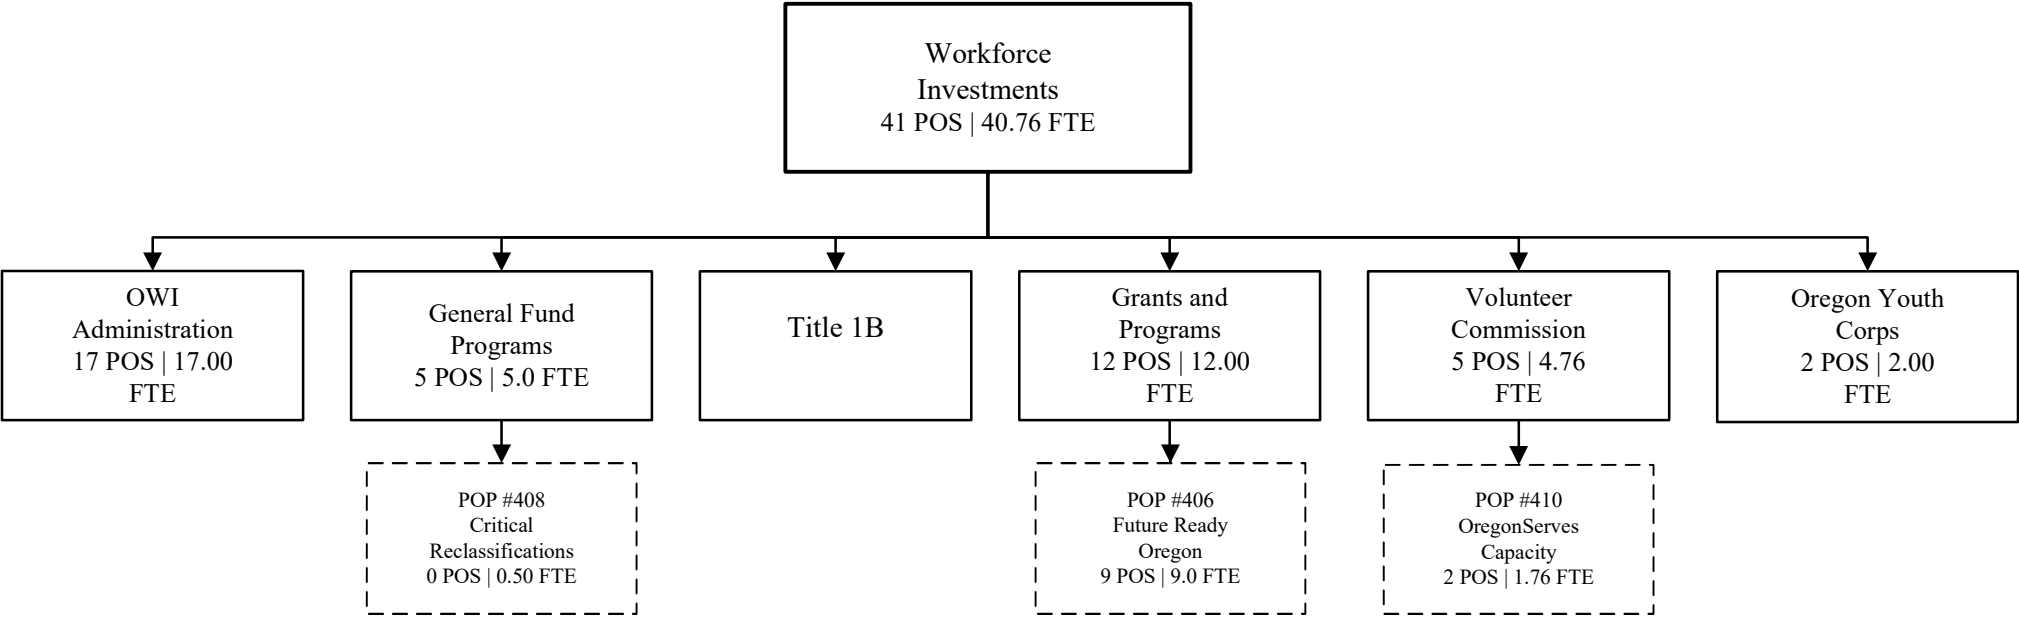 Workforce
Investments
41 POS | 40.76 FTE
OWI
Administration
17 POS | 17.00
FTE
General Fund
Programs
5 POS | 5.0 FTE
Title 1B
Grants and
Programs
12 POS | 12.00
FTE
Volunteer
Commission
5 POS | 4.76
FTE
Oregon Youth
Corps
2 POS | 2.00
FTE
POP #408
Critical
Reclassifications
0 POS | 0.50 FTE
POP #406
Future Ready
Oregon
9 POS | 9.0 FTE
POP #410
OregonServes
Capacity
2 POS | 1.76 FTE